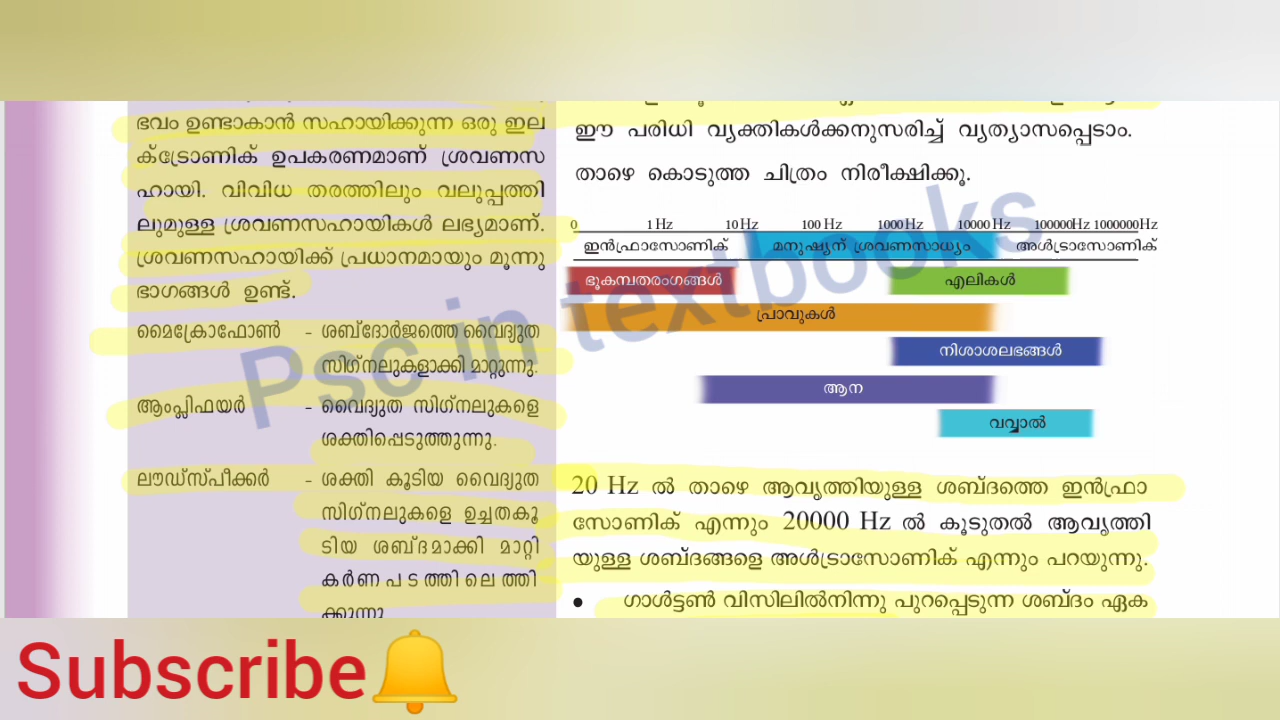 ഭവം ഉണ്ടാകാൻ സഹായിക്കുന്ന ഒരു ഇല
ക്ട്രോണിക് ഉപകരണമാണ് ശ്രവണസ
ഹായി. വിവിധ തരത്തിലും വലുപ്പത്തി
ലുമുള്ള ശ്രവണസഹായികൾ ലഭ്യമാണ്.
ശ്രവണസഹായിക്ക് പ്രധാനമായും മൂന്നു
ഭാഗങ്ങൾ ഉണ്ട്.
മൈക്രോഫോൺ - ശബ്ദോർജത്തെ വൈദ്യുത
സിഗ്നലുകളാക്കി മാറ്റുന്നു.
ആംപ്ലിഫയർ - വൈദ്യുത സിഗ്നലുകളെ
ശക്തിപ്പെടുത്തുന്നു.
ലൗഡ്സ്പീക്കർ - ശക്തി കൂടിയ വൈദ്യുത
സിഗ്നലുകളെ ഉച്ചതകൂ
ടിയ ശബ്ദമാക്കി മാറ്റി
കർണപടത്തിലെത്തി
ക്കുന്നു
ഈ പരിധി വ്യക്തികൾക്കനുസരിച്ച് വ്യത്യാസപ്പെടാം.
താഴെ കൊടുത്ത ചിത്രം നിരീക്ഷിക്കൂ.
0 1 Hz 10 Hz 100 Hz 1000 Hz 10000 Hz 100000Hz 1000000Hz
ഇൻഫ്രാസോണിക് മനുഷ്യന് ശ്രവണസാധ്യം അൾട്രാസോണിക്
ഭൂകമ്പതരംഗങ്ങൾ എലികൾ
പ്രാവുകൾ
നിശാശലഭങ്ങൾ
ആന
വവ്വാൽ
20 Hz ൽ താഴെ ആവൃത്തിയുള്ള ശബ്ദത്തെ ഇൻഫ്രാ
സോണിക് എന്നും 20000 Hz ൽ കൂടുതൽ ആവൃത്തി
യുള്ള ശബ്ദങ്ങളെ അൾട്രാസോണിക് എന്നും പറയുന്നു.
• ഗാൾട്ടൺ വിസിലിൽനിന്നു പുറപ്പെടുന്ന ശബ്ദം ഏക
Psc in textbooks
Subscribe